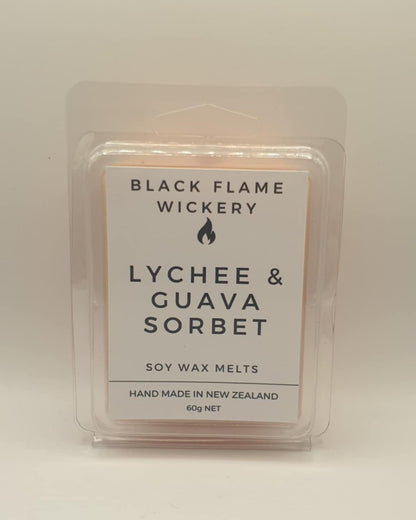 BLACK FLAME
WICKERY
LYCHEE &
GUAVA
SORBET
SOY WAX MELTS
HAND MADE IN NEW ZEALAND
60g NET